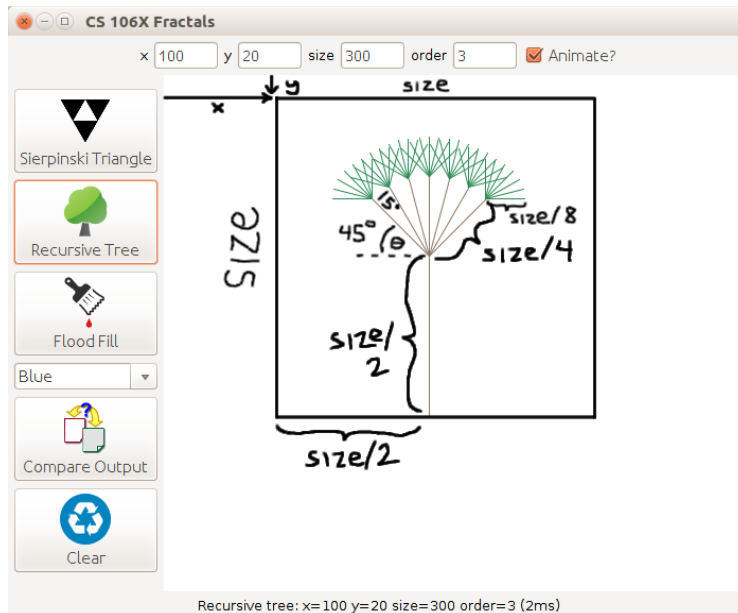 CS 106X Fractals
x 100 y 20 size 300 order 3 Animate?
y size
x
Sierpinski Triangle
15°
size/8
45° θ
size/4
size
Recursive Tree
size/
2
Flood Fill
Blue
?
size/2
Compare Output
Clear
Recursive tree: x=100 y=20 size=300 order=3 (2ms)